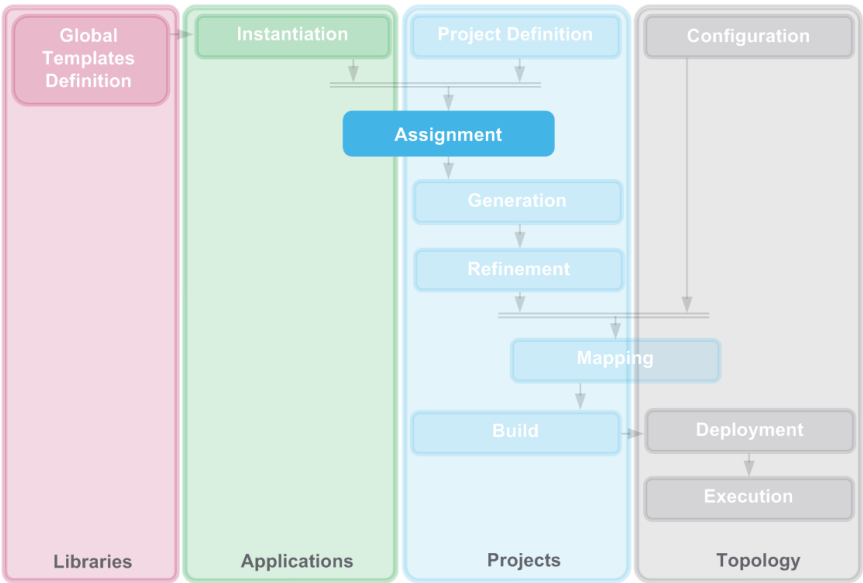 Global
Templates
Definition
Instantiation
Project Definition
Configuration
Assignment
Generation
Refinement
Mapping
Build
Deployment
Execution
Libraries
Applications
Projects
Topology